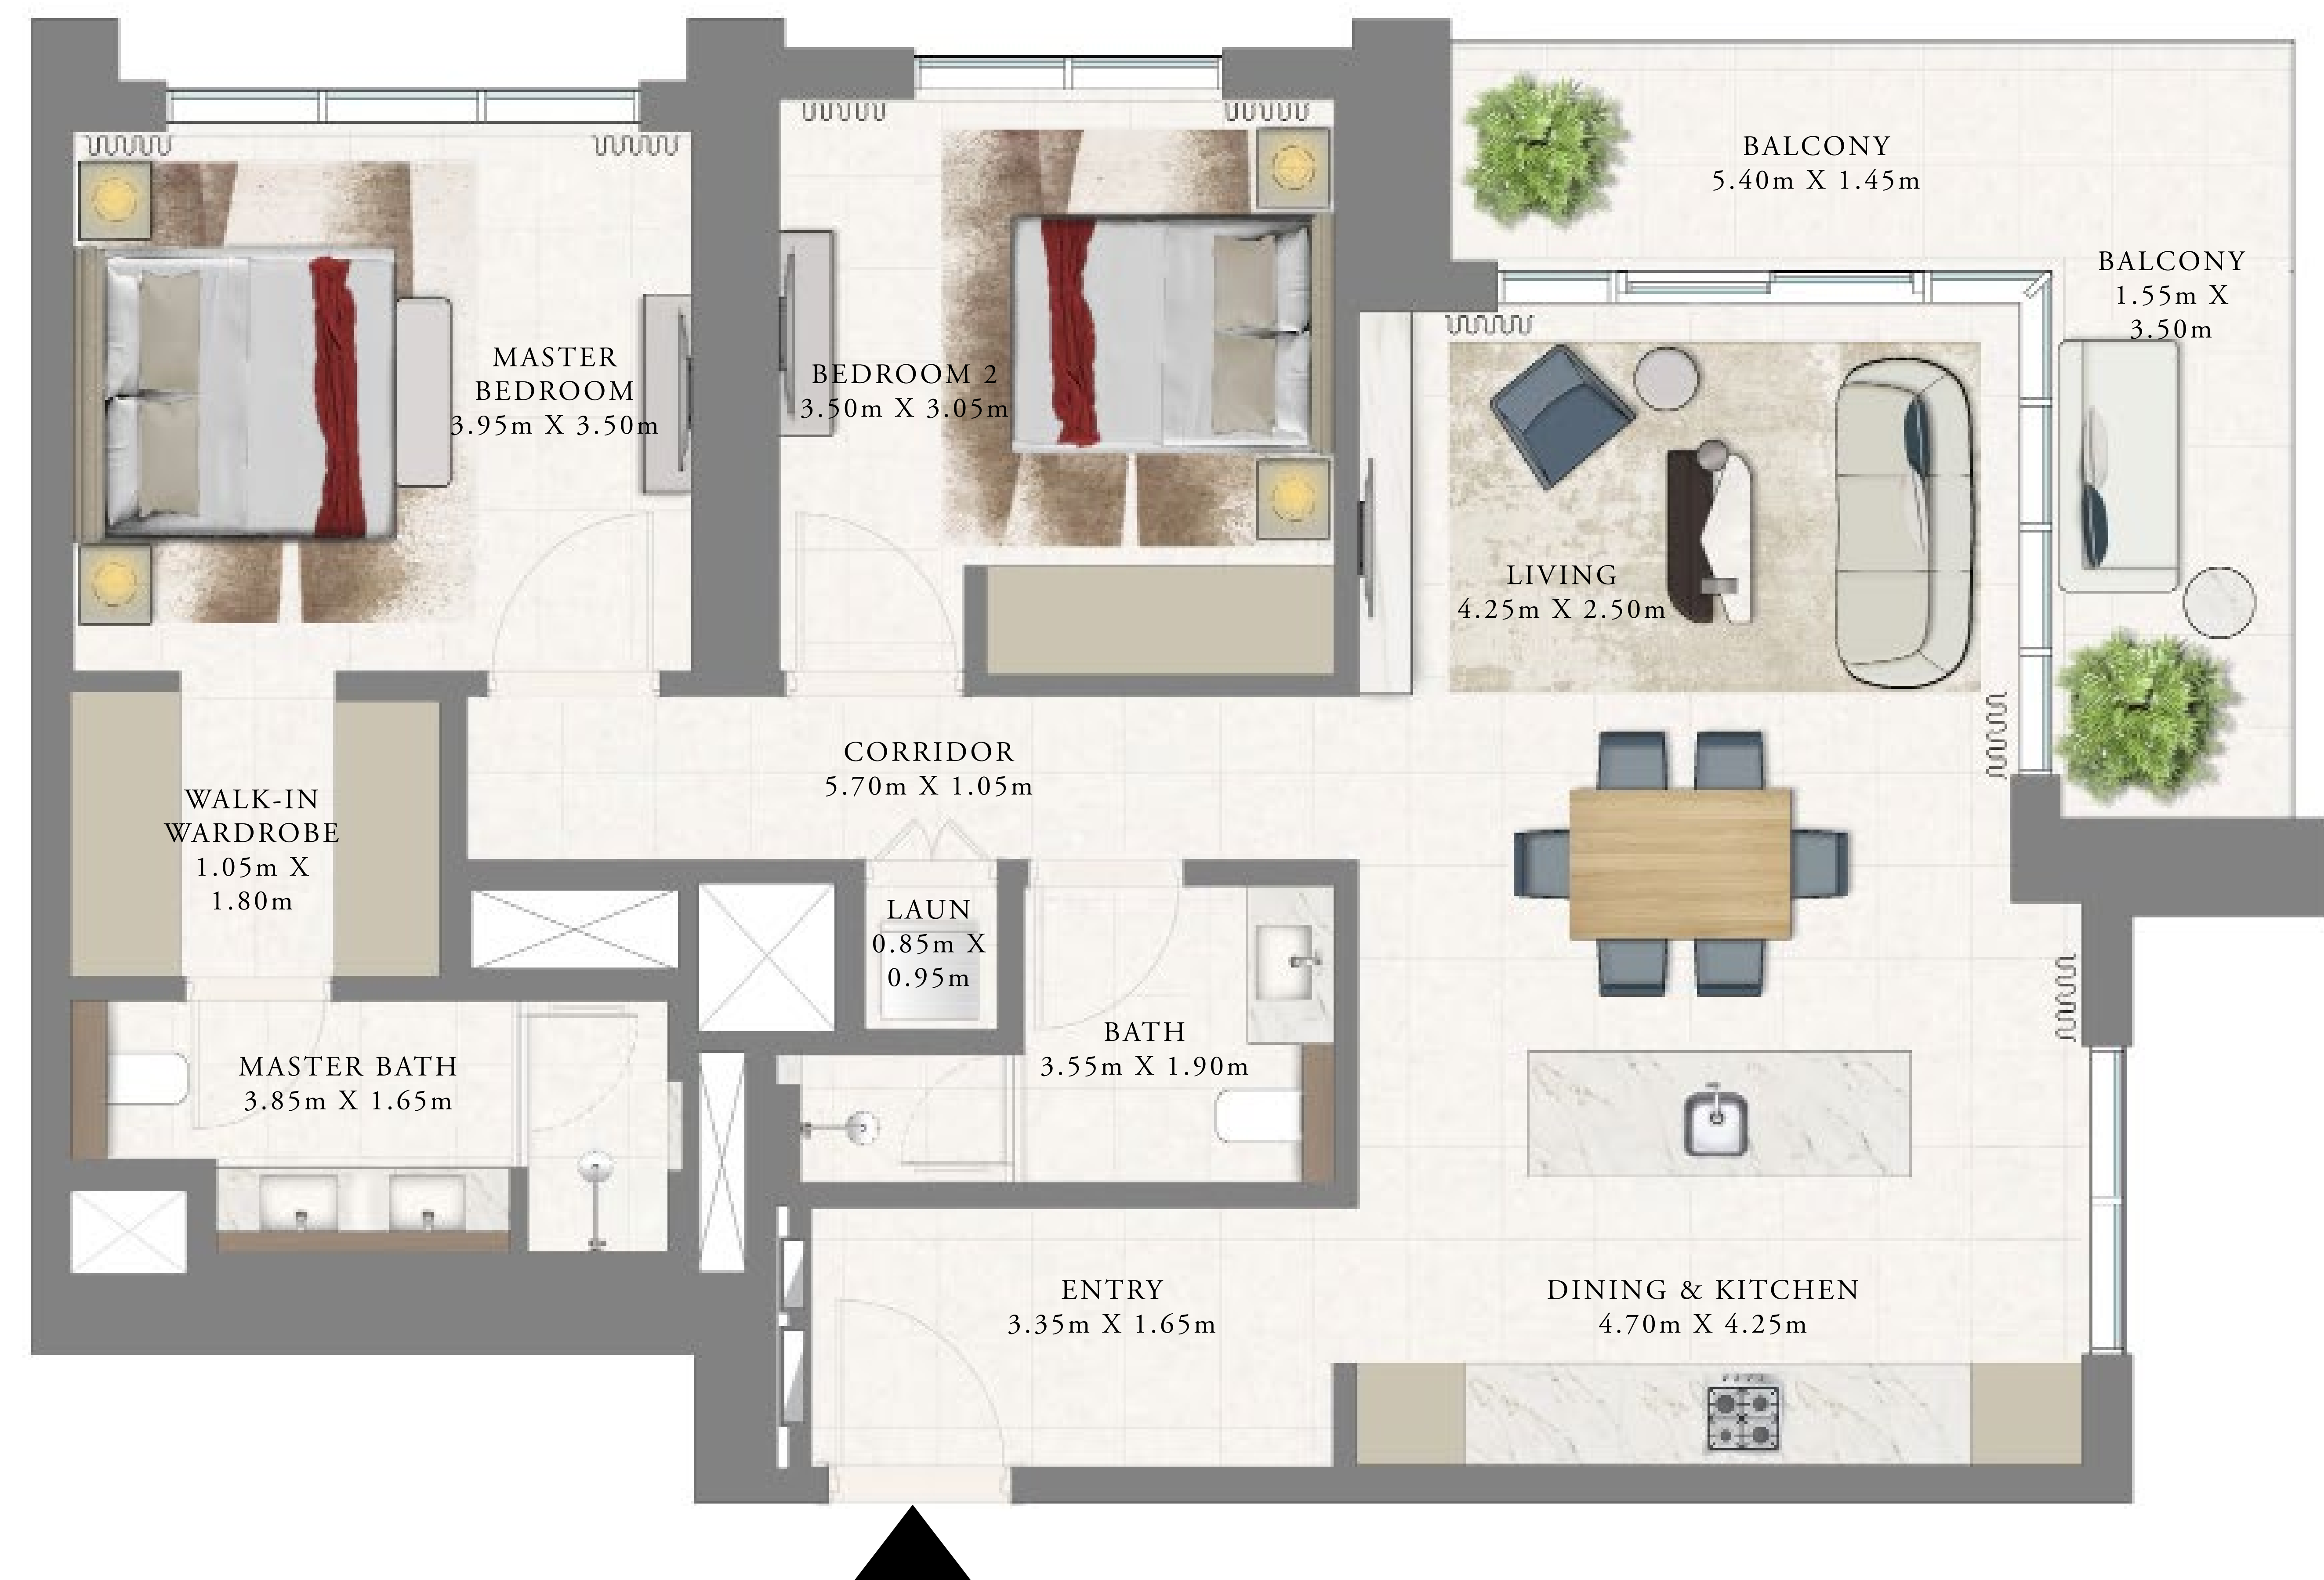 BALCONY
5.40m X 1.45m
BALCONY
1.55m X
3.50m
MASTER
BEDROOM
3.95m X 3.50m
BEDROOM 2
3.50m X 3.05m
LIVING
4.25m X 2.50m
CORRIDOR
5.70m X 1.05m
WALK-IN
WARDROBE
1.05m X
1.80m
LAUN
0.85m X
0.95m
BATH
3.55m X 1.90m
MASTER BATH
3.85m X 1.65m
ENTRY
3.35m X 1.65m
DINING & KITCHEN
4.70m X 4.25m